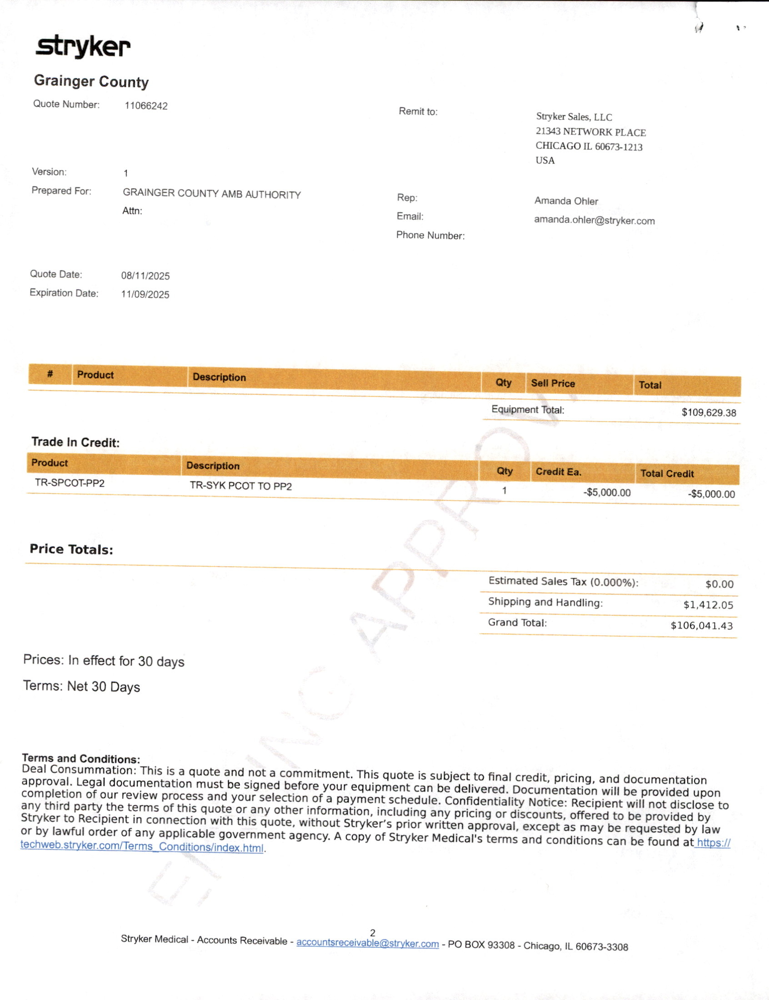 stryker
Grainger County
Quote Number: 11066242
Remit to: Stryker Sales, LLC
21343 NETWORK PLACE
CHICAGO IL 60673-1213
USA
Version: 1
Prepared For: GRAINGER COUNTY AMB AUTHORITY
Attn:
Rep: Amanda Ohler
Email: amanda.ohler@stryker.com
Phone Number:
Quote Date: 08/11/2025
Expiration Date: 11/09/2025
# Product Description Qty Sell Price Total
Equipment Total: $109,629.38
Trade In Credit:
Product Description Qty Credit Ea. Total Credit
TR-SPCOT-PP2 TR-SYK PCOT TO PP2 1 -$5,000.00 -$5,000.00
Price Totals:
Estimated Sales Tax (0.000%): $0.00
Shipping and Handling: $1,412.05
Grand Total: $106,041.43
Prices: In effect for 30 days
Terms: Net 30 Days
Terms and Conditions:
Deal Consummation: This is a quote and not a commitment. This quote is subject to final credit, pricing, and documentation
approval. Legal documentation must be signed before your equipment can be delivered. Documentation will be provided upon
completion of our review process and your selection of a payment schedule. Confidentiality Notice: Recipient will not disclose to
any third party the terms of this quote or any other information, including any pricing or discounts, offered to be provided by
Stryker to Recipient in connection with this quote, without Stryker's prior written approval, except as may be requested by law
or by lawful order of any applicable government agency. A copy of Stryker Medical's terms and conditions can be found at https://
techweb.stryker.com/Terms_Conditions/index.html.
2
Stryker Medical - Accounts Receivable - accountsreceivable@stryker.com - PO BOX 93308 - Chicago, IL 60673-3308